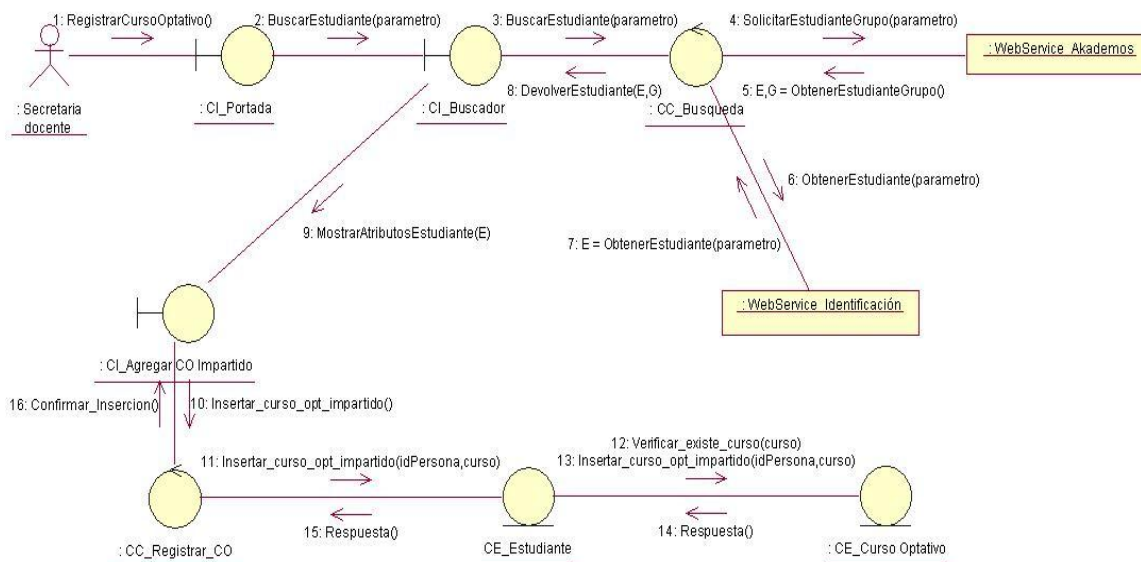 1: RegistrarCursoOptativo()
2: BuscarEstudiante(parametro)
3: BuscarEstudiante(parametro)
4: SolicitarEstudianteGrupo(parametro)
: WebService_Akademos
8: DevolverEstudiante(E,G)
5: E,G = ObtenerEstudianteGrupo()
: Secretaria
docente
: CI_Portada
: CI_Buscador
: CC_Busqueda
6: ObtenerEstudiante(parametro)
9: MostrarAtributosEstudiante(E)
7: E = ObtenerEstudiante(parametro)
: WebService_Identificación
: CI_Agregar CO Impartido
16: Confirmar_Insercion()
10: Insertar_curso_opt_impartido()
12: Verificar_existe_curso(curso)
11: Insertar_curso_opt_impartido(idPersona,curso)
13: Insertar_curso_opt_impartido(idPersona,curso)
15: Respuesta()
14: Respuesta()
: CC_Registrar_CO
CE_Estudiante
: CE_Curso Optativo